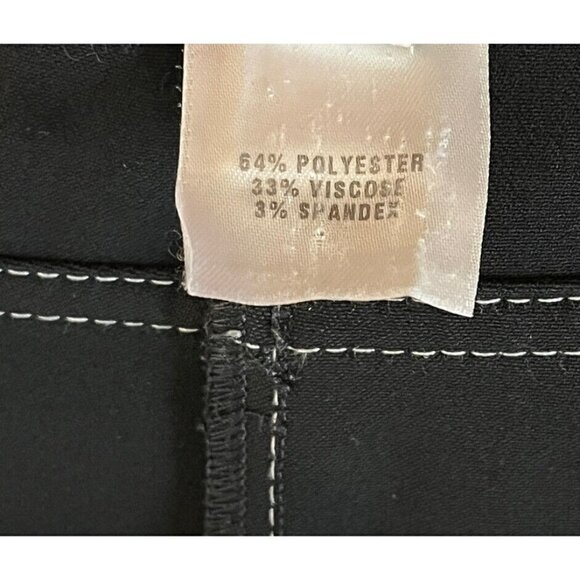 64% POLYESTER
33% VISCOSE
3% SPANDEX